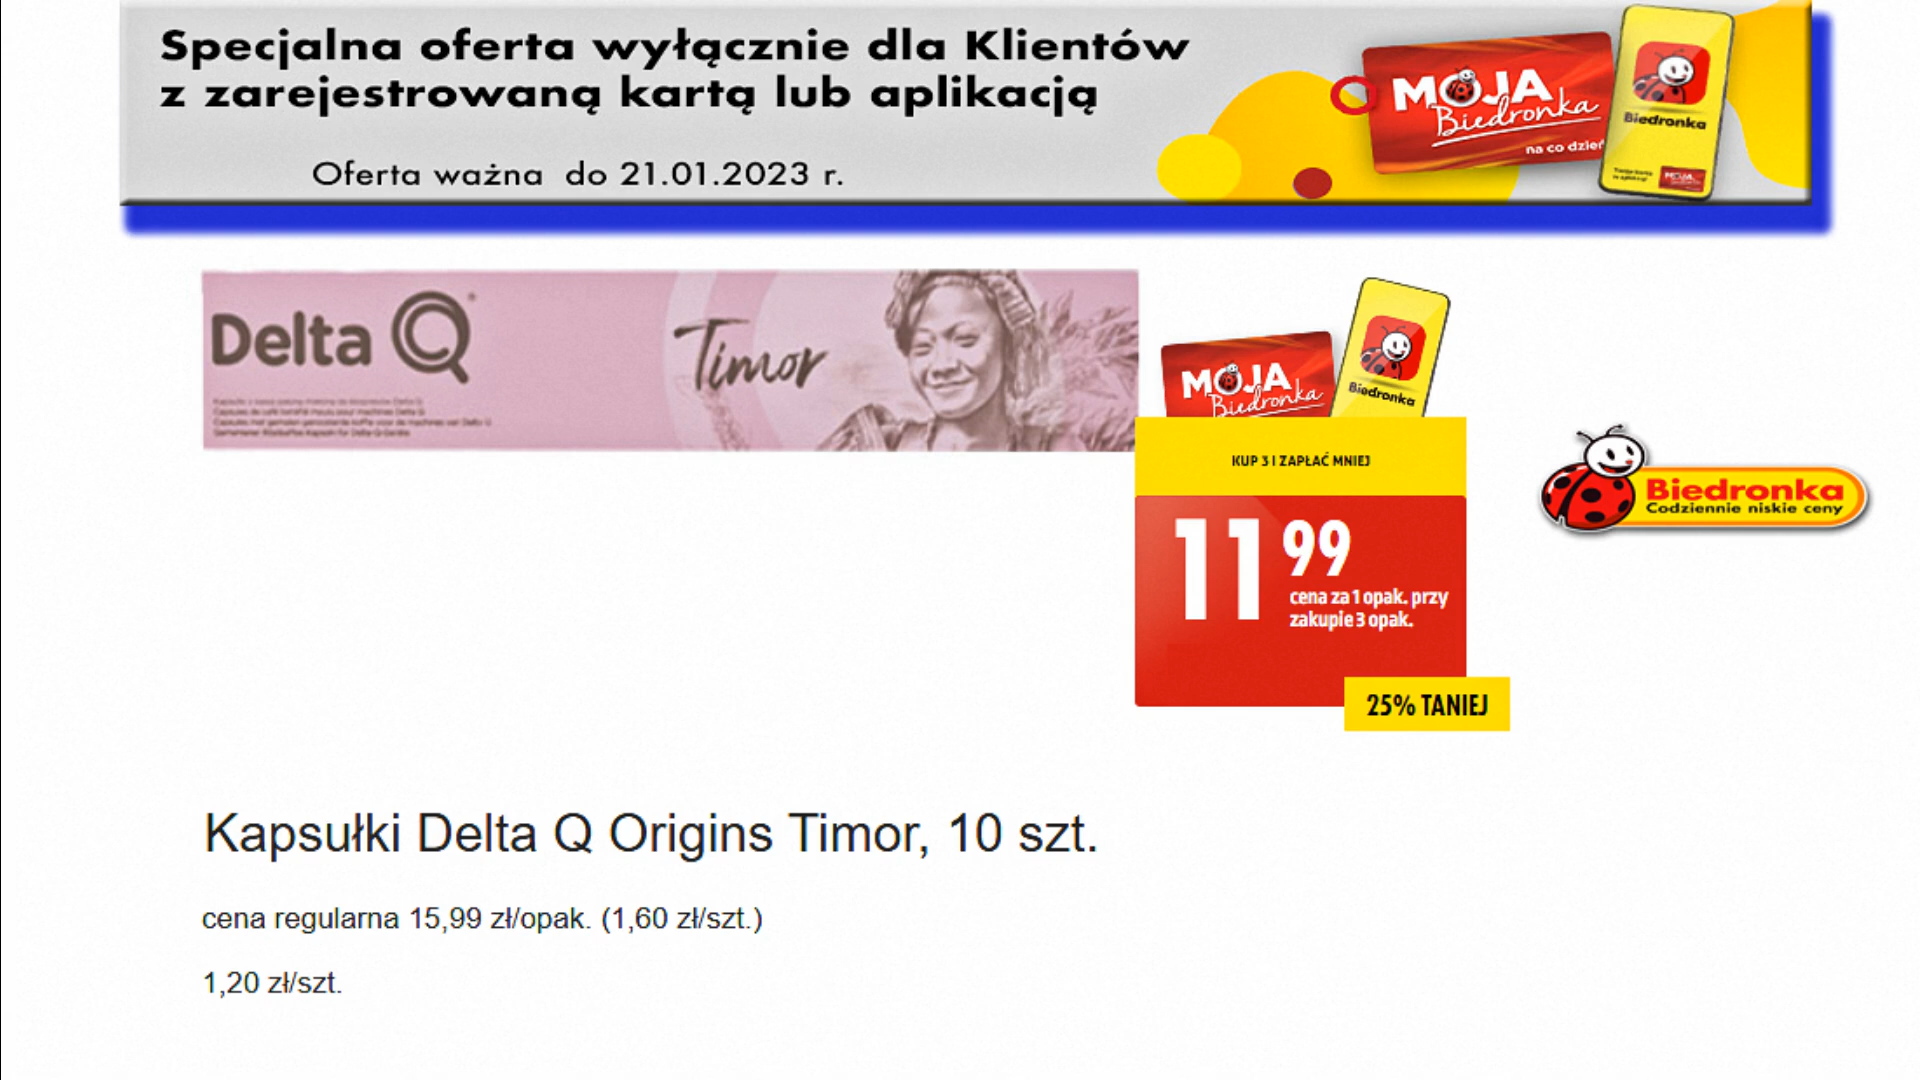 Specjalna oferta wyłącznie dla Klientów
z zarejestrowaną kartą lub aplikacją
Oferta ważna do 21.01.2023 r.
MOJA
Biedronka
na co dzień
Biedronka
MOJA
Delta Q
Timor
MOJA
Biedronka
Biedronka
KUP 3 I ZAPŁAĆ MNIEJ
11 99
cena za 1 opak. przy
zakupie 3 opak.
25% TANIEJ
Biedronka
Codziennie niskie ceny
Kapsułki Delta Q Origins Timor, 10 szt.
cena regularna 15,99 zł/opak. (1,60 zł/szt.)
1,20 zł/szt.